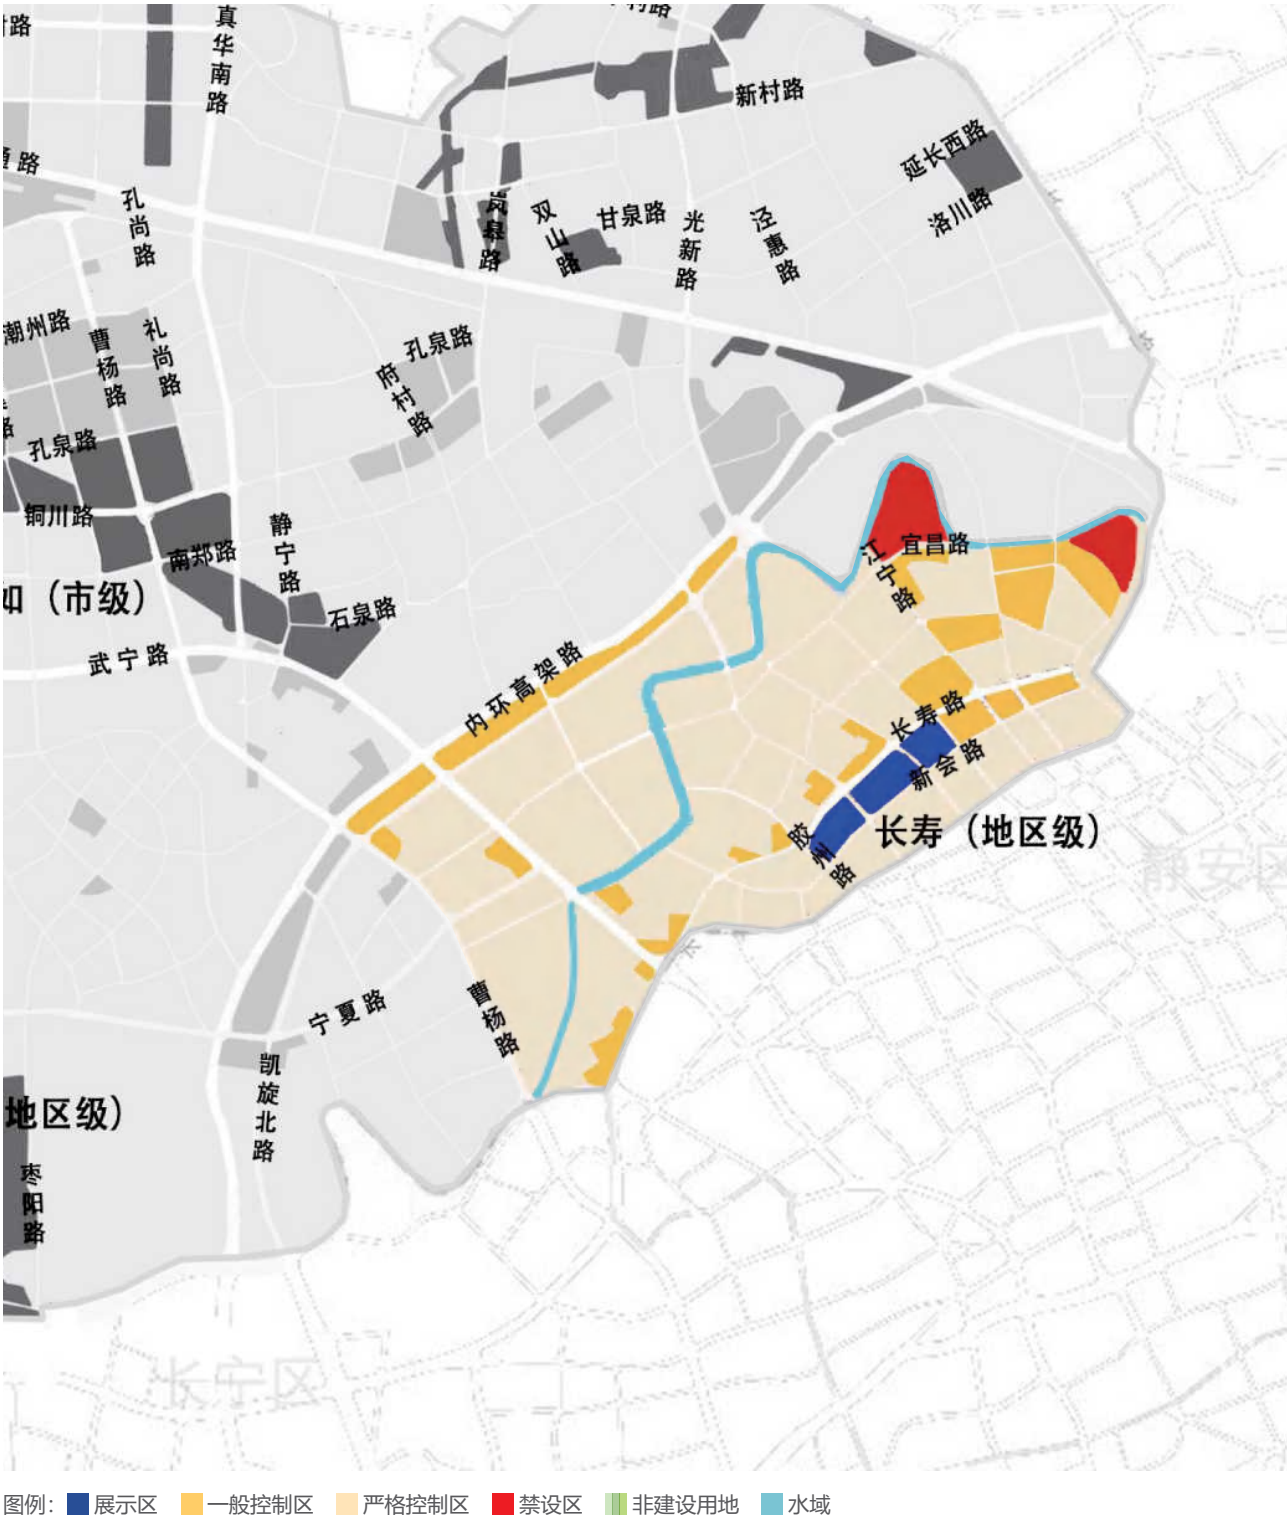 真华南路
新村路
延长西路
洛川路
孔尚路
岚皋路
双山路
甘泉路
光新路
泾惠路
潮州路
曹杨路
礼尚路
孔泉路
府村路
孔泉路
铜川路
南郑路
静宁路
石泉路
如（市级）
武宁路
内环高架路
江宁路
宜昌路
长寿路
新会路
胶州路
长寿（地区级）
静安区
曹杨路
宁夏路
凯旋北路
地区级）
枣阳路
长宁区
图例：
展示区
一般控制区
严格控制区
禁设区
非建设用地
水域